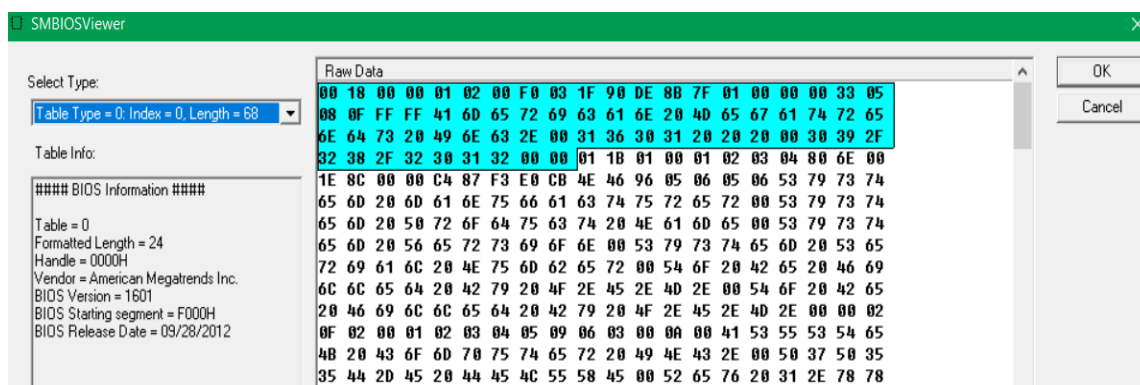 SMBIOSViewer
Select Type:
Table Type = 0: Index = 0, Length = 68
Table Info:
#### BIOS Information ####
Table = 0
Formatted Length = 24
Handle = 0000H
Vendor = American Megatrends Inc.
BIOS Version = 1601
BIOS Starting segment = F000H
BIOS Release Date = 09/28/2012
Raw Data
00 18 00 00 01 02 00 F0 03 1F 90 DE 8B 7F 01 00 00 00 33 05
08 0F FF FF 41 6D 65 72 69 63 61 6E 20 4D 65 67 61 74 72 65
6E 64 73 20 49 6E 63 2E 00 31 36 30 31 20 20 20 00 30 39 2F
32 38 2F 32 30 31 32 00 00 01 1B 01 00 01 02 03 04 80 6E 00
1E 8C 00 00 C4 87 F3 E0 CB 4E 46 96 05 06 05 06 53 79 73 74
65 6D 20 6D 61 6E 75 66 61 63 74 75 72 65 72 00 53 79 73 74
65 6D 20 50 72 6F 64 75 63 74 20 4E 61 6D 65 00 53 79 73 74
65 6D 20 56 65 72 73 69 6F 6E 00 53 79 73 74 65 6D 20 53 65
72 69 61 6C 20 4E 75 6D 62 65 72 00 54 6F 20 42 65 20 46 69
6C 6C 65 64 20 42 79 20 4F 2E 45 2E 4D 2E 00 54 6F 20 42 65
20 46 69 6C 6C 65 64 20 42 79 20 4F 2E 45 2E 4D 2E 00 00 02
0F 02 00 01 02 03 04 05 09 06 03 00 0A 00 41 53 55 53 54 65
4B 20 43 6F 6D 70 75 74 65 72 20 49 4E 43 2E 00 50 37 50 35
35 44 2D 45 20 44 45 4C 55 58 45 00 52 65 76 20 31 2E 78 78
OK
Cancel